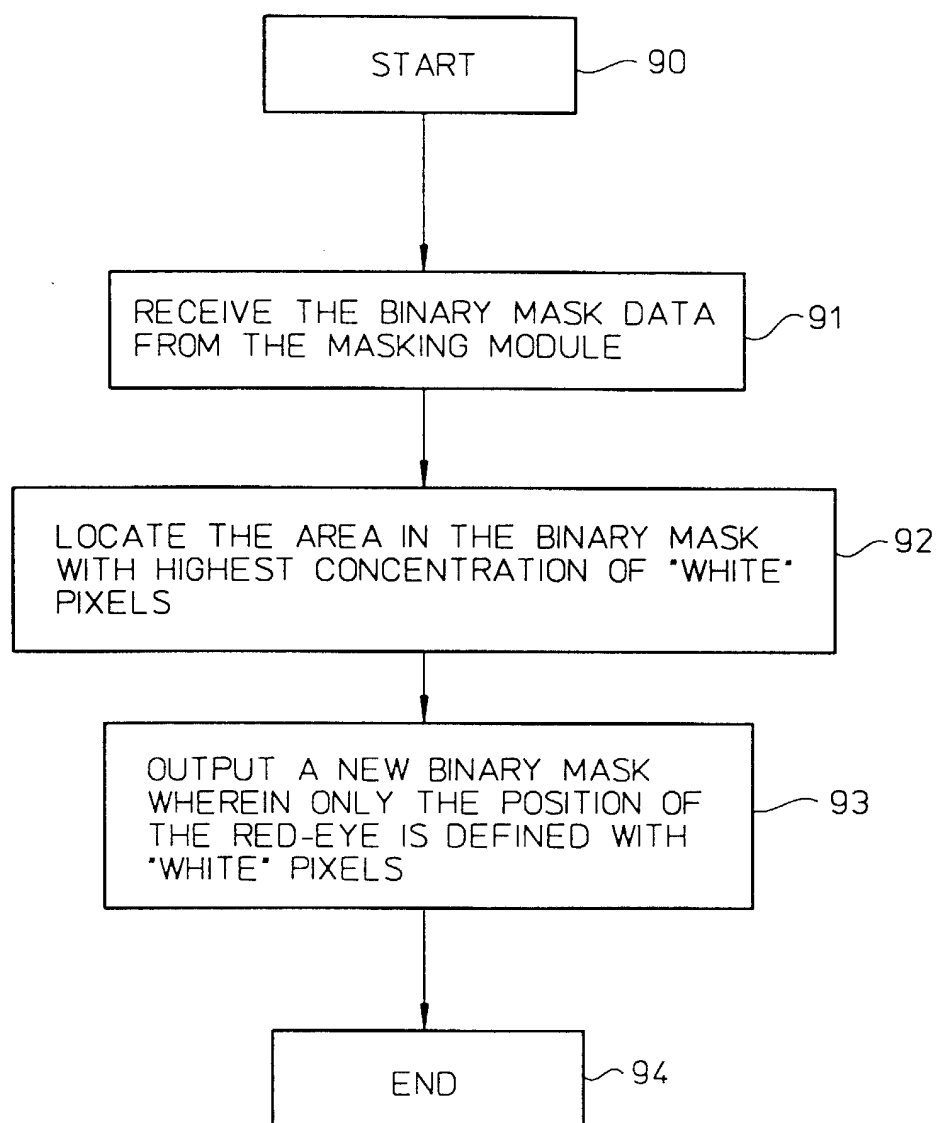 START
90
RECEIVE THE BINARY MASK DATA
FROM THE MASKING MODULE
91
LOCATE THE AREA IN THE BINARY MASK
WITH HIGHEST CONCENTRATION OF "WHITE"
PIXELS
92
OUTPUT A NEW BINARY MASK
WHEREIN ONLY THE POSITION OF
THE RED-EYE IS DEFINED WITH
"WHITE" PIXELS
93
END
94